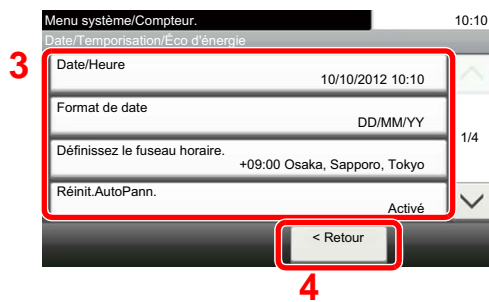 Menu système/Compteur.
10:10
Date/Temporisation/Éco d'énergie
3
Date/Heure
10/10/2012 10:10
Format de date
DD/MM/YY
1/4
Définissez le fuseau horaire.
+09:00 Osaka, Sapporo, Tokyo
Réinit.AutoPann.
Activé
< Retour
4